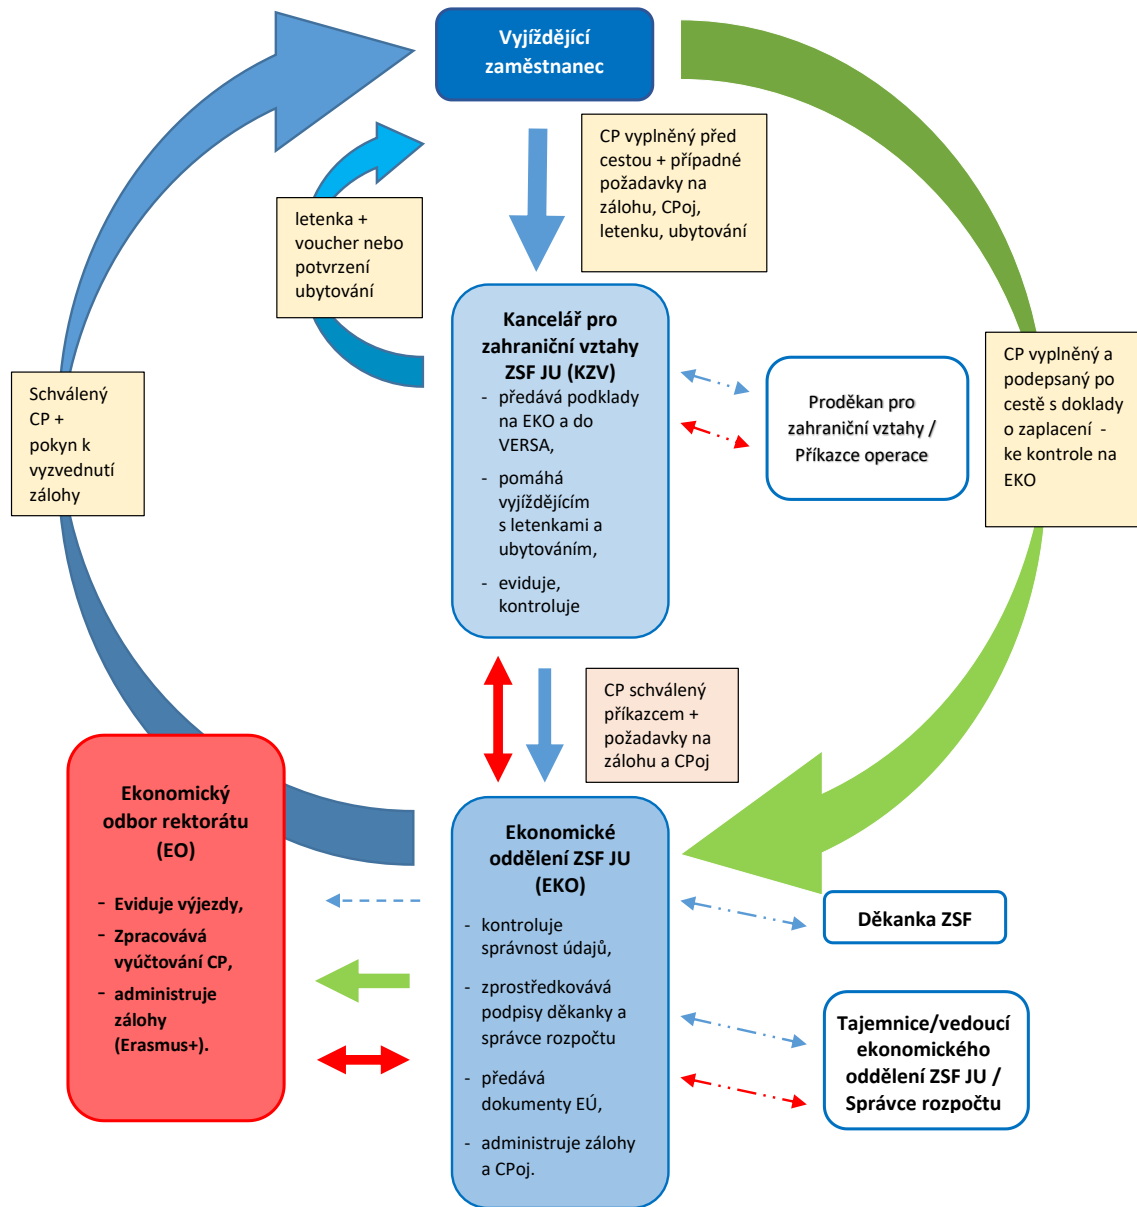 Vyjíždějící
zaměstnanec
CP vyplněný před
cestou + případné
požadavky na
zálohu, CPoj,
letenku, ubytování
letenka +
voucher nebo
potvrzení
ubytování
Kancelář pro
zahraniční vztahy
ZSF JU (KZV)
- předává podklady
na EKO a do
VERSA,
- pomáhá
vyjíždějícím
s letenkami a
ubytováním,
- eviduje,
kontroluje
Proděkan pro
zahraniční vztahy /
Příkazce operace
CP vyplněný a
podepsaný po
cestě s doklady
o zaplacení -
ke kontrole na
EKO
Schválený
CP +
pokyn k
vyzvednutí
zálohy
CP schválený
příkazcem +
požadavky na
zálohu a CPoj
Ekonomický
odbor rektorátu
(EO)
- Eviduje výjezdy,
- Zpracovává
vyúčtování CP,
- administruje
zálohy
(Erasmus+).
Ekonomické
oddělení ZSF JU
(EKO)
- kontroluje
správnost údajů,
- zprostředkovává
podpisy děkanky a
správce rozpočtu
- předává
dokumenty EÚ,
- administruje zálohy
a CPoj.
Děkanka ZSF
Tajemnice/vedoucí
ekonomického
oddělení ZSF JU /
Správce rozpočtu